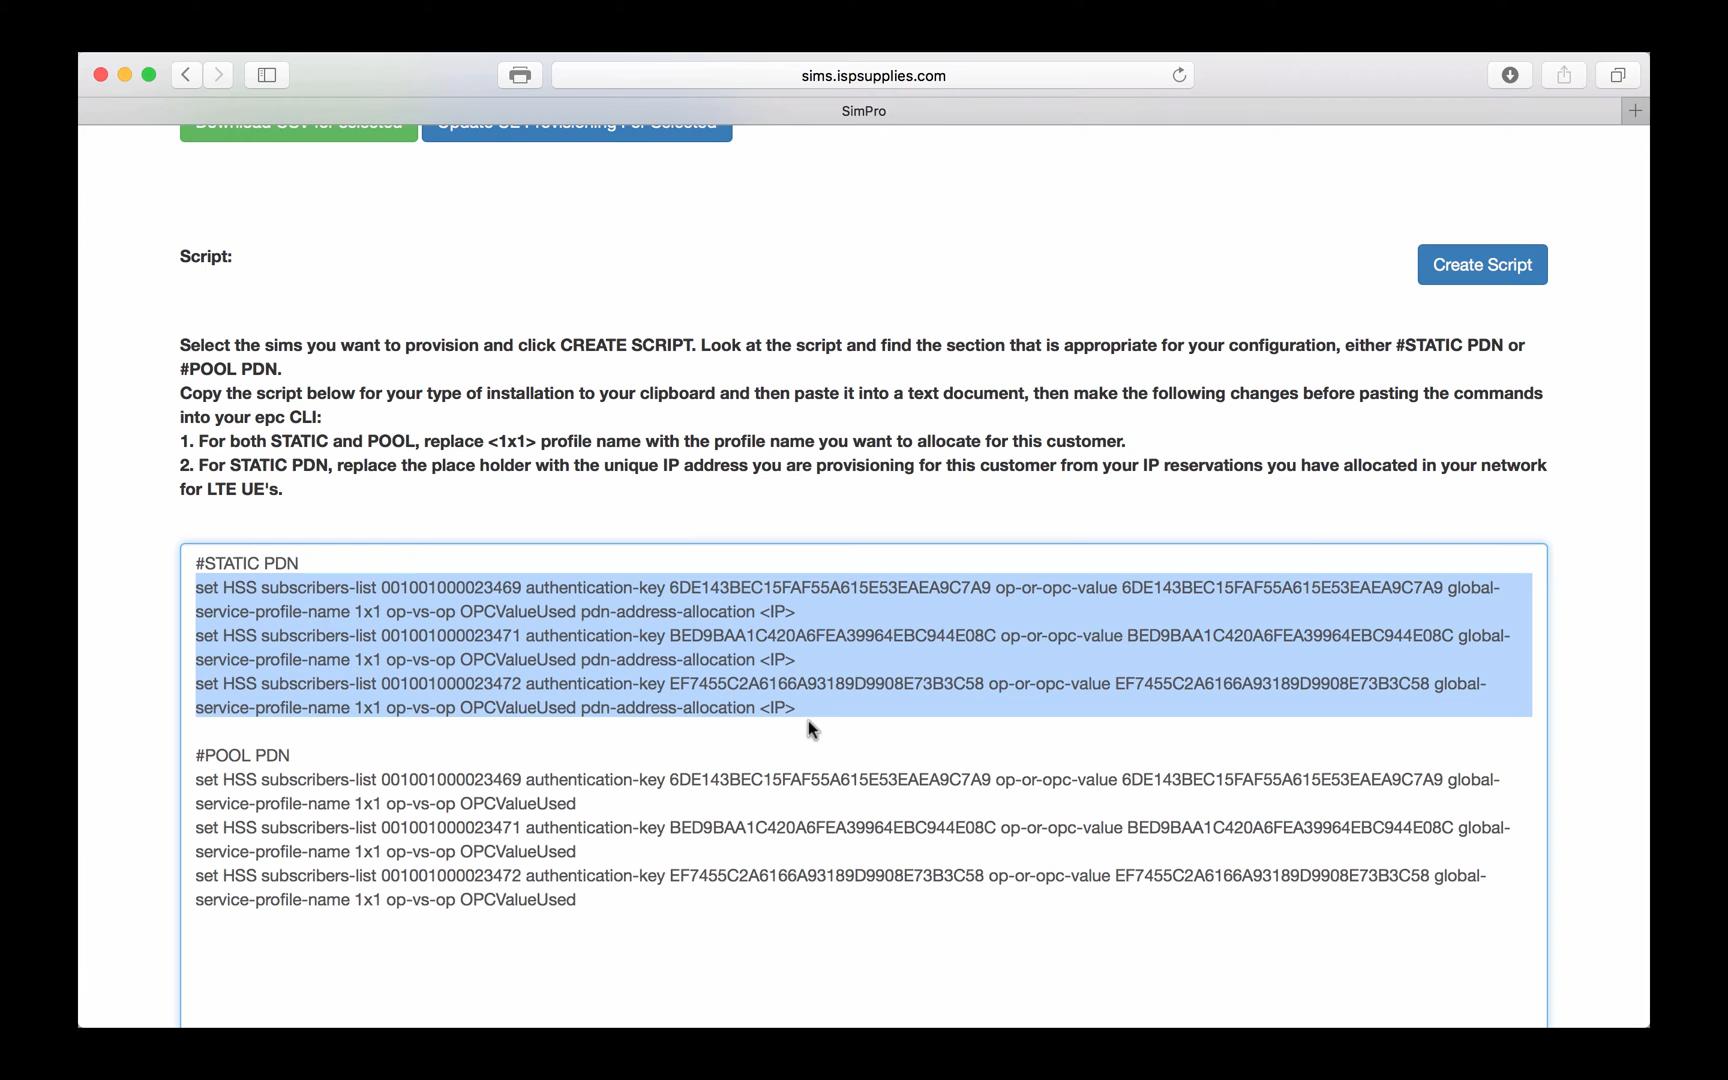 sims.ispsupplies.com
SimPro
Download CSV for selected Update UE Provisioning For Selected
Script:
Create Script
Select the sims you want to provision and click CREATE SCRIPT. Look at the script and find the section that is appropriate for your configuration, either #STATIC PDN or
#POOL PDN.
Copy the script below for your type of installation to your clipboard and then paste it into a text document, then make the following changes before pasting the commands
into your epc CLI:
1. For both STATIC and POOL, replace <1x1> profile name with the profile name you want to allocate for this customer.
2. For STATIC PDN, replace the place holder with the unique IP address you are provisioning for this customer from your IP reservations you have allocated in your network
for LTE UE's.
#STATIC PDN
set HSS subscribers-list 001001000023469 authentication-key 6DE143BEC15FAF55A615E53EAEA9C7A9 op-or-opc-value 6DE143BEC15FAF55A615E53EAEA9C7A9 global-
service-profile-name 1x1 op-vs-op OPCValueUsed pdn-address-allocation <IP>
set HSS subscribers-list 001001000023471 authentication-key BED9BAA1C420A6FEA39964EBC944E08C op-or-opc-value BED9BAA1C420A6FEA39964EBC944E08C global-
service-profile-name 1x1 op-vs-op OPCValueUsed pdn-address-allocation <IP>
set HSS subscribers-list 001001000023472 authentication-key EF7455C2A6166A93189D9908E73B3C58 op-or-opc-value EF7455C2A6166A93189D9908E73B3C58 global-
service-profile-name 1x1 op-vs-op OPCValueUsed pdn-address-allocation <IP>
#POOL PDN
set HSS subscribers-list 001001000023469 authentication-key 6DE143BEC15FAF55A615E53EAEA9C7A9 op-or-opc-value 6DE143BEC15FAF55A615E53EAEA9C7A9 global-
service-profile-name 1x1 op-vs-op OPCValueUsed
set HSS subscribers-list 001001000023471 authentication-key BED9BAA1C420A6FEA39964EBC944E08C op-or-opc-value BED9BAA1C420A6FEA39964EBC944E08C global-
service-profile-name 1x1 op-vs-op OPCValueUsed
set HSS subscribers-list 001001000023472 authentication-key EF7455C2A6166A93189D9908E73B3C58 op-or-opc-value EF7455C2A6166A93189D9908E73B3C58 global-
service-profile-name 1x1 op-vs-op OPCValueUsed